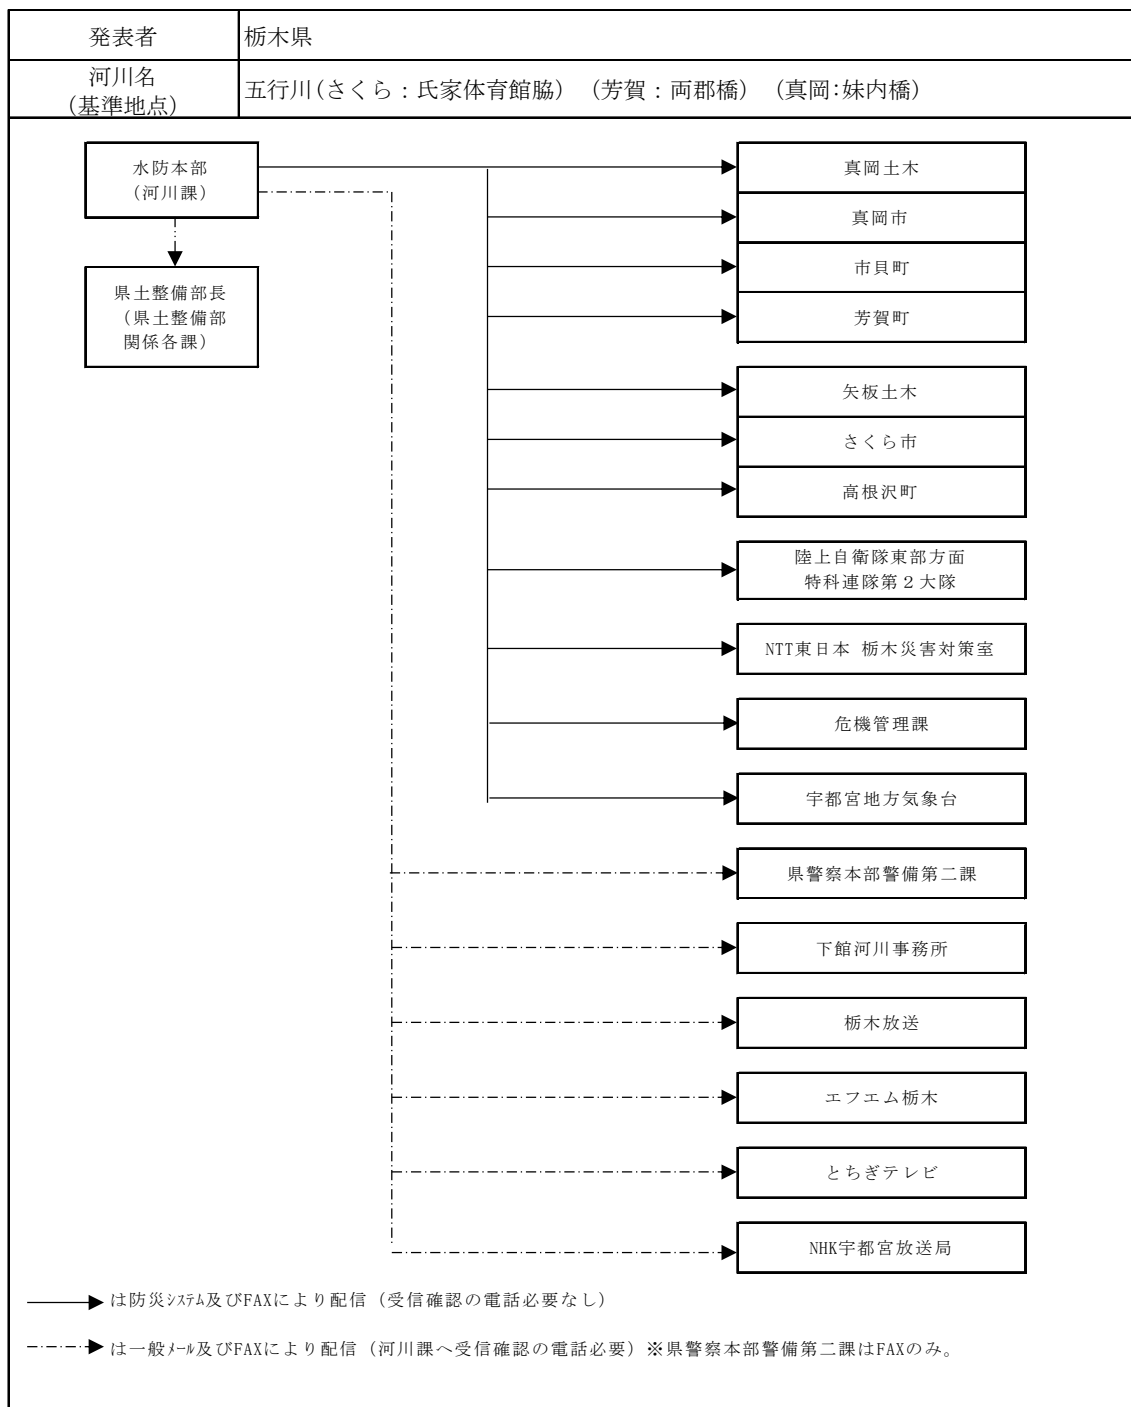 発表者
栃木県
河川名
(基準地点)
五行川(さくら：氏家体育館脇) (芳賀：両郡橋) (真岡:妹内橋)
水防本部
(河川課)
県土整備部長
(県土整備部
関係各課)
真岡土木
真岡市
市貝町
芳賀町
矢板土木
さくら市
高根沢町
陸上自衛隊東部方面
特科連隊第２大隊
NTT東日本 栃木災害対策室
危機管理課
宇都宮地方気象台
県警察本部警備第二課
下館河川事務所
栃木放送
エフエム栃木
とちぎテレビ
NHK宇都宮放送局
は防災ｼｽﾃﾑ及びFAXにより配信 (受信確認の電話必要なし)
は一般ﾒｰﾙ及びFAXにより配信 (河川課へ受信確認の電話必要) ※県警察本部警備第二課はFAXのみ。